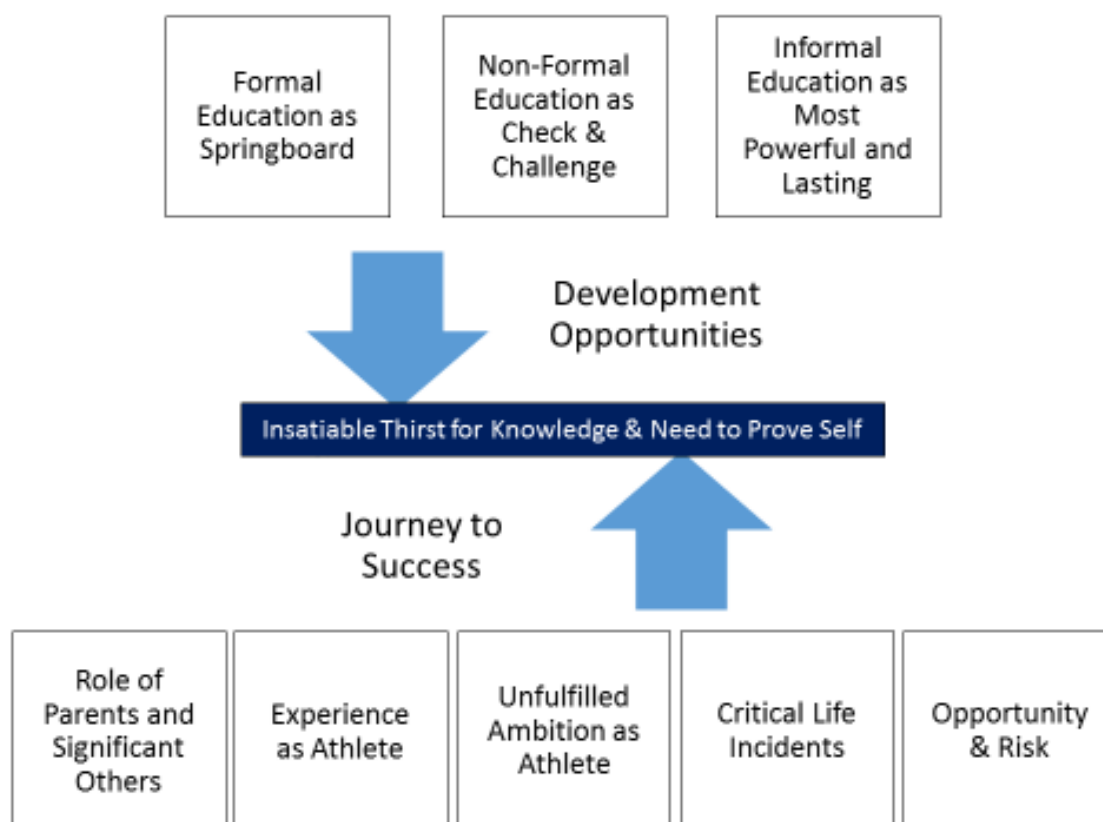 Formal
Education as
Springboard
Non-Formal
Education as
Check &
Challenge
Informal
Education as
Most
Powerful and
Lasting
Development
Opportunities
Insatiable Thirst for Knowledge & Need to Prove Self
Journey to
Success
Role of
Parents and
Significant
Others
Experience
as Athlete
Unfulfilled
Ambition as
Athlete
Critical Life
Incidents
Opportunity
& Risk